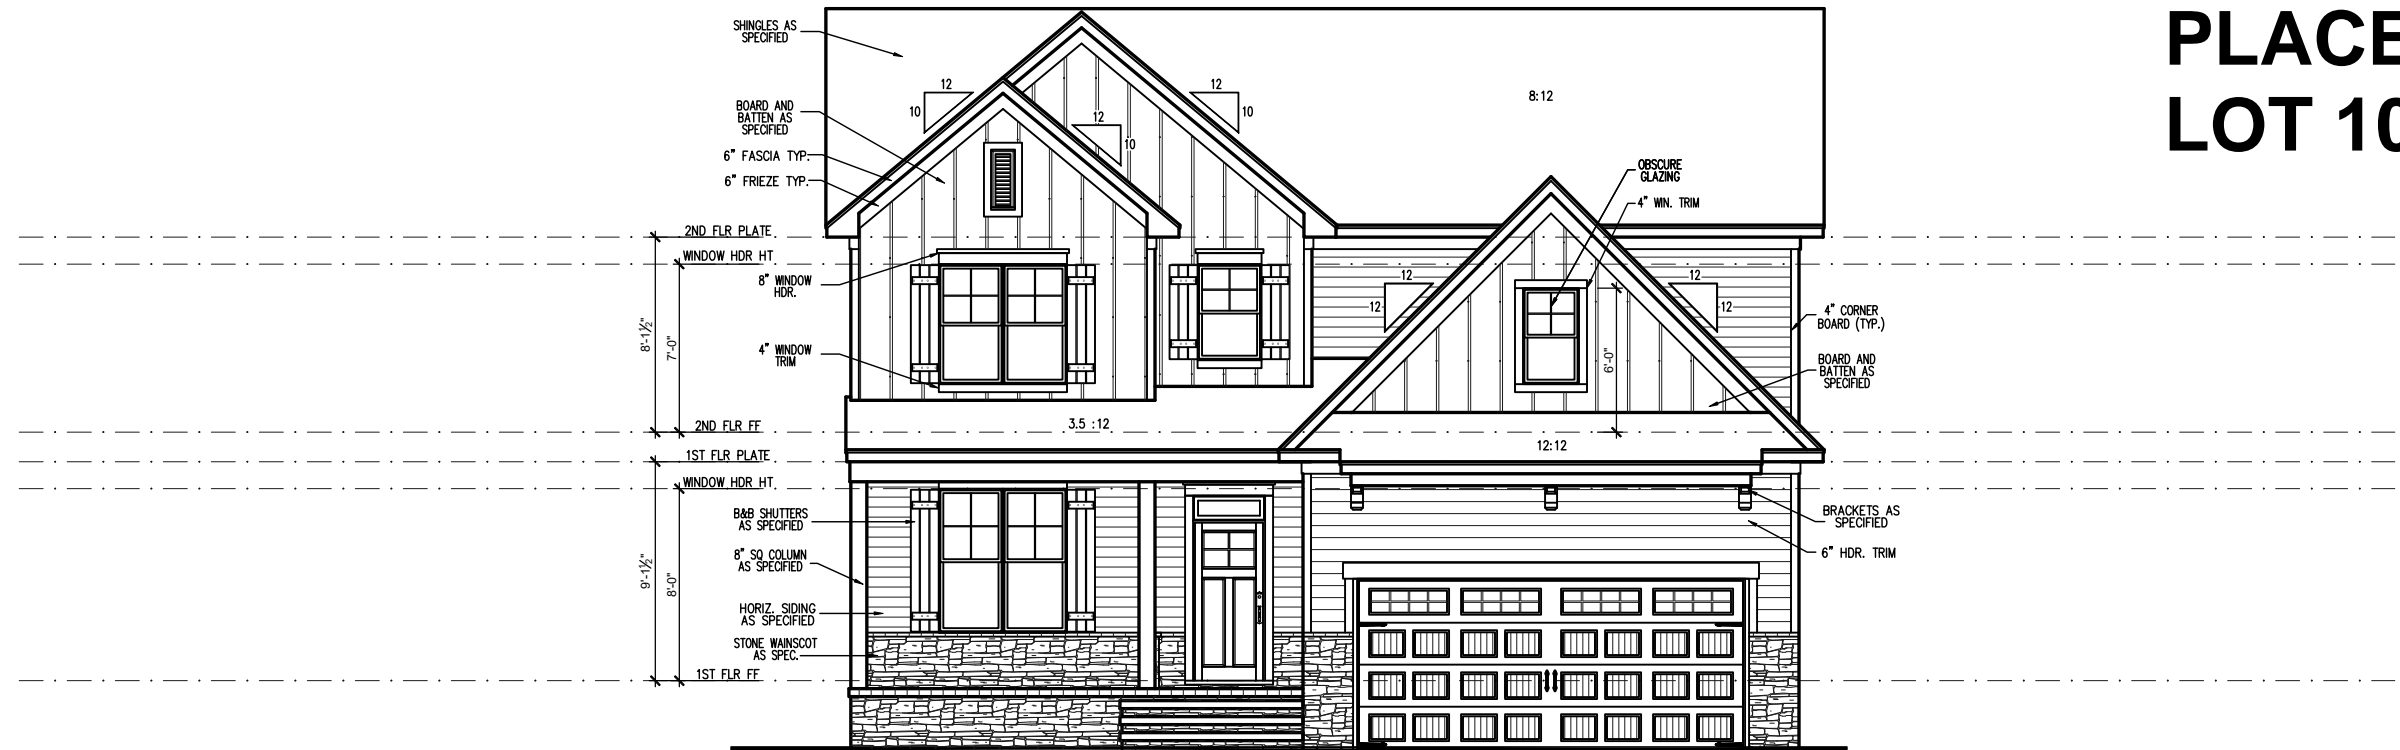 PLACE
LOT 10
SHINGLES AS
SPECIFIED
12
10
12
10
12
10
8:12
BOARD AND
BATTEN AS
SPECIFIED
6" FASCIA TYP.
6" FRIEZE TYP.
OBSCURE
GLAZING
4" WIN. TRIM
2ND FLR PLATE
WINDOW HDR HT
8" WINDOW
HDR.
12
12
12
12
4" CORNER
BOARD (TYP.)
8'-1½"
7'-0"
4" WINDOW
TRIM
6'-0"
BOARD AND
BATTEN AS
SPECIFIED
2ND FLR FF
3.5 :12
12:12
1ST FLR PLATE
WINDOW HDR HT
B&B SHUTTERS
AS SPECIFIED
BRACKETS AS
SPECIFIED
6" HDR. TRIM
8" SQ COLUMN
AS SPECIFIED
9'-1½"
8'-0"
HORIZ. SIDING
AS SPECIFIED
STONE WAINSCOT
AS SPEC.
1ST FLR FF